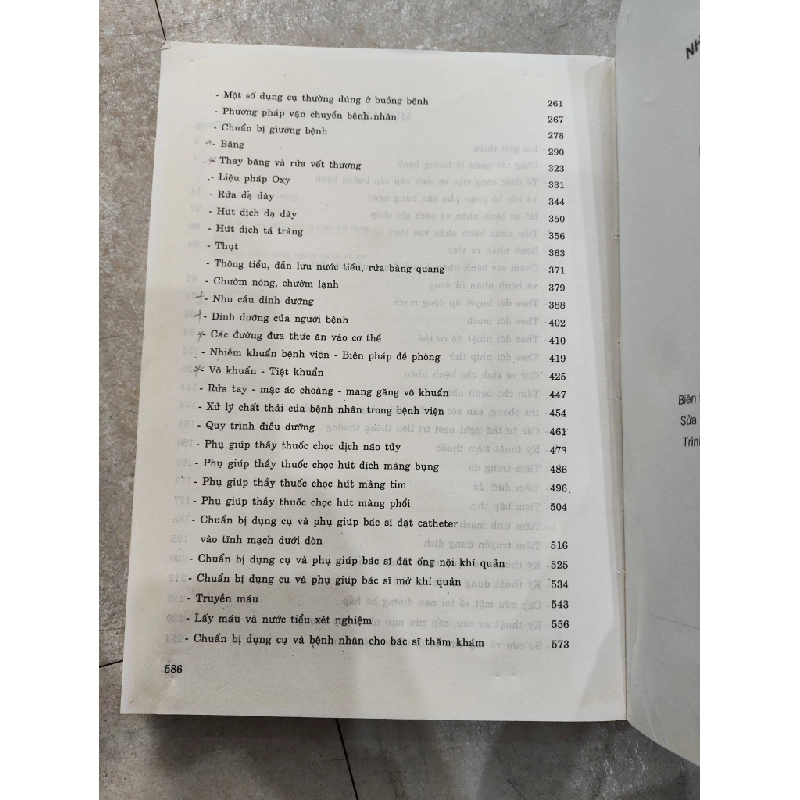 - Một số dụng cụ thường dùng ở buồng bệnh 261
- Phương pháp vận chuyển bệnh nhân 267
- Chuẩn bị giường bệnh 278
- Băng 290
- Thay băng và rửa vết thương 323
- Liệu pháp Oxy 331
- Rửa dạ dày 344
- Hút dịch dạ dày 350
- Hút dịch tá tràng 356
- Thụt 363
- Thông tiểu, dẫn lưu nước tiểu, rửa bàng quang 371
- Chườm nóng, chườm lạnh 379
- Nhu cầu dinh dưỡng 388
- Dinh dưỡng của người bệnh 402
- Các đường đưa thức ăn vào cơ thể 410
- Nhiễm khuẩn bệnh viện - Biện pháp đề phòng 419
- Vô khuẩn - Tiệt khuẩn 425
- Rửa tay - mặc áo choàng - mang găng vô khuẩn 447
- Xử lý chất thải của bệnh nhân trong bệnh viện 454
- Quy trình điều dưỡng 461
- Phụ giúp thầy thuốc chọc dịch não tủy 473
- Phụ giúp thầy thuốc chọc hút dịch màng bụng 486
- Phụ giúp thầy thuốc chọc hút màng tim 496
- Phụ giúp thầy thuốc chọc hút màng phổi 504
- Chuẩn bị dụng cụ và phụ giúp bác sĩ đặt catheter
vào tĩnh mạch dưới đòn 516
- Chuẩn bị dụng cụ và phụ giúp bác sĩ đặt ống nội khí quản 525
- Chuẩn bị dụng cụ và phụ giúp bác sĩ mở khí quản 534
- Truyền máu 543
- Lấy máu và nước tiểu xét nghiệm 556
- Chuẩn bị dụng cụ và bệnh nhân cho bác sĩ thăm khám 573
586
NH
Biên
Sửa
Trình